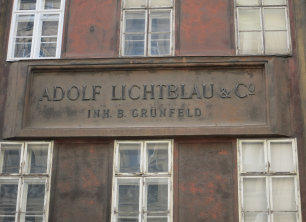 ADOLF LICHTBLAU & Cº
INH. B. GRÜNFELD